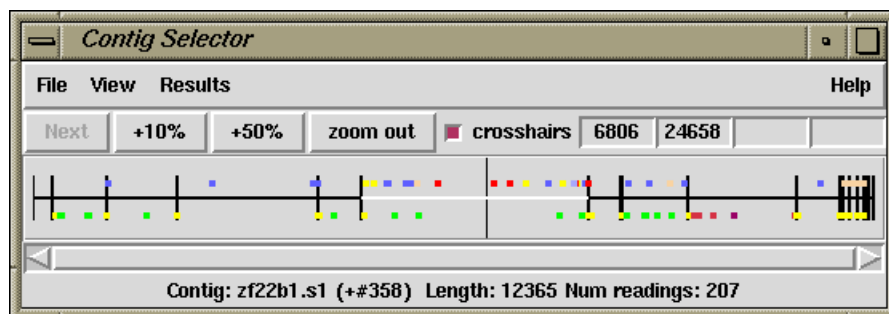 Contig Selector
File View Results Help
Next +10% +50% zoom out crosshairs 6806 24658
Contig: zf22b1.s1 (+#358) Length: 12365 Num readings: 207